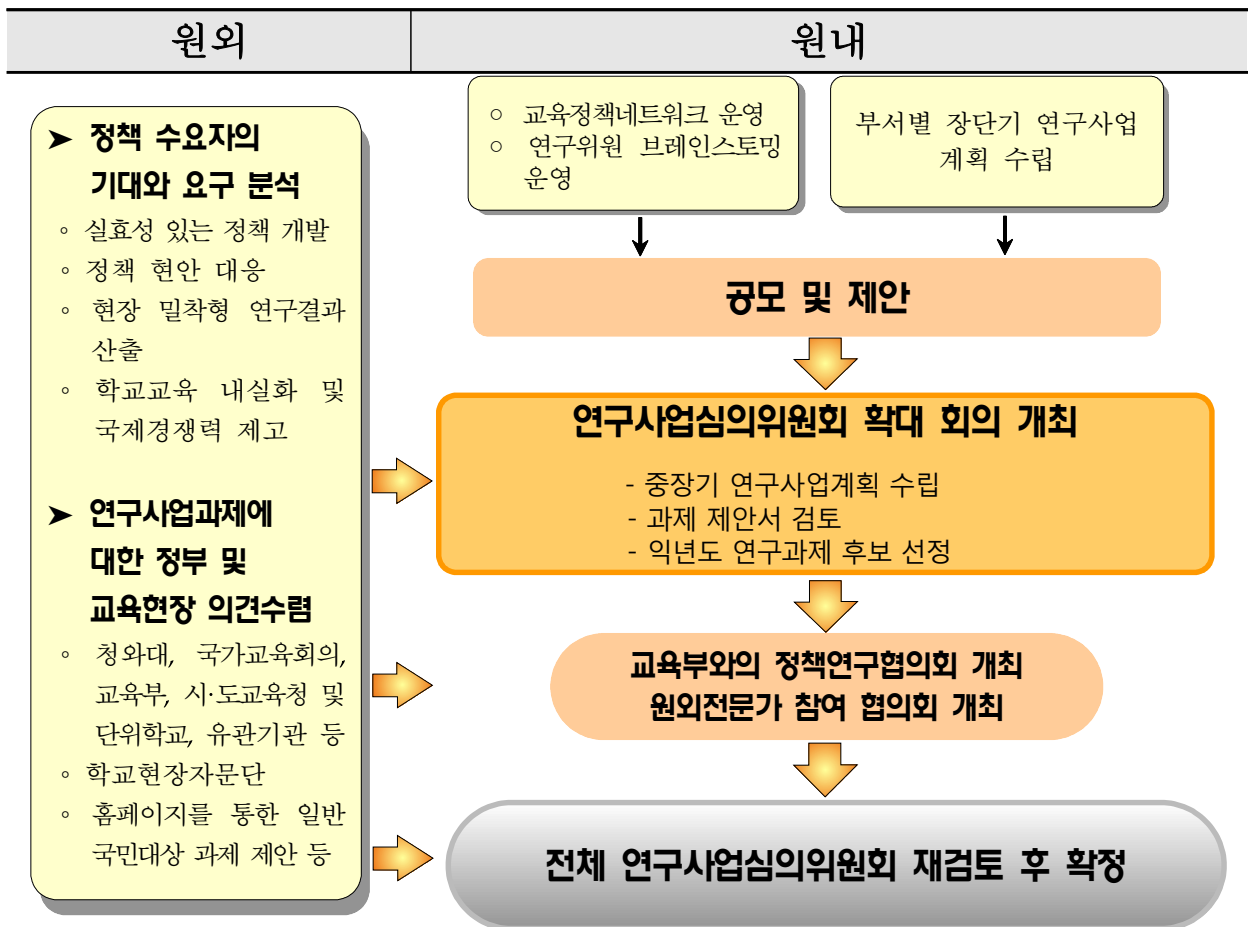 원외
원내
➤ 정책 수요자의
기대와 요구 분석
◦ 실효성 있는 정책 개발
◦ 정책 현안 대응
◦ 현장 밀착형 연구결과
산출
◦ 학교교육 내실화 및
국제경쟁력 제고
➤ 연구사업과제에
대한 정부 및
교육현장 의견수렴
◦ 청와대, 국가교육회의,
교육부, 시·도교육청 및
단위학교, 유관기관 등
◦ 학교현장자문단
◦ 홈페이지를 통한 일반
국민대상 과제 제안 등
○ 교육정책네트워크 운영
○ 연구위원 브레인스토밍
운영
부서별 장단기 연구사업
계획 수립
공모 및 제안
연구사업심의위원회 확대 회의 개최
- 중장기 연구사업계획 수립
- 과제 제안서 검토
- 익년도 연구과제 후보 선정
교육부와의 정책연구협의회 개최
원외전문가 참여 협의회 개최
전체 연구사업심의위원회 재검토 후 확정